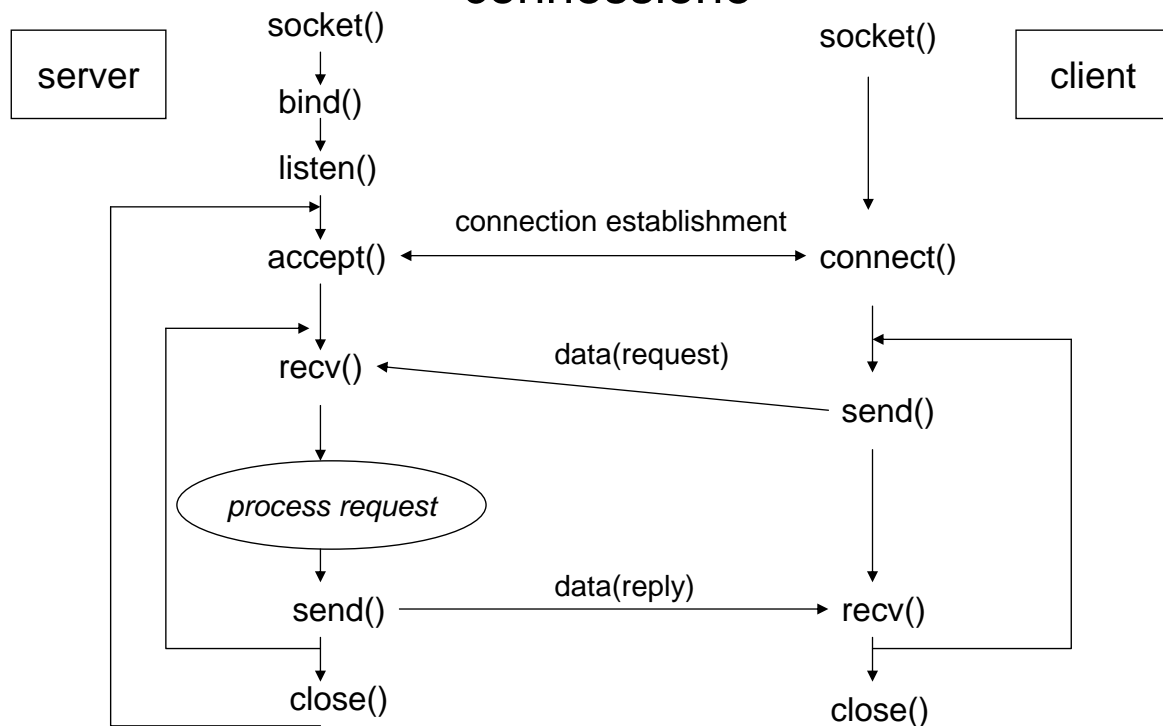 connessioni
server
socket()
bind()
listen()
accept()
recv()
process request
send()
close()
connection establishment
data(request)
data(reply)
socket()
client
connect()
send()
recv()
close()